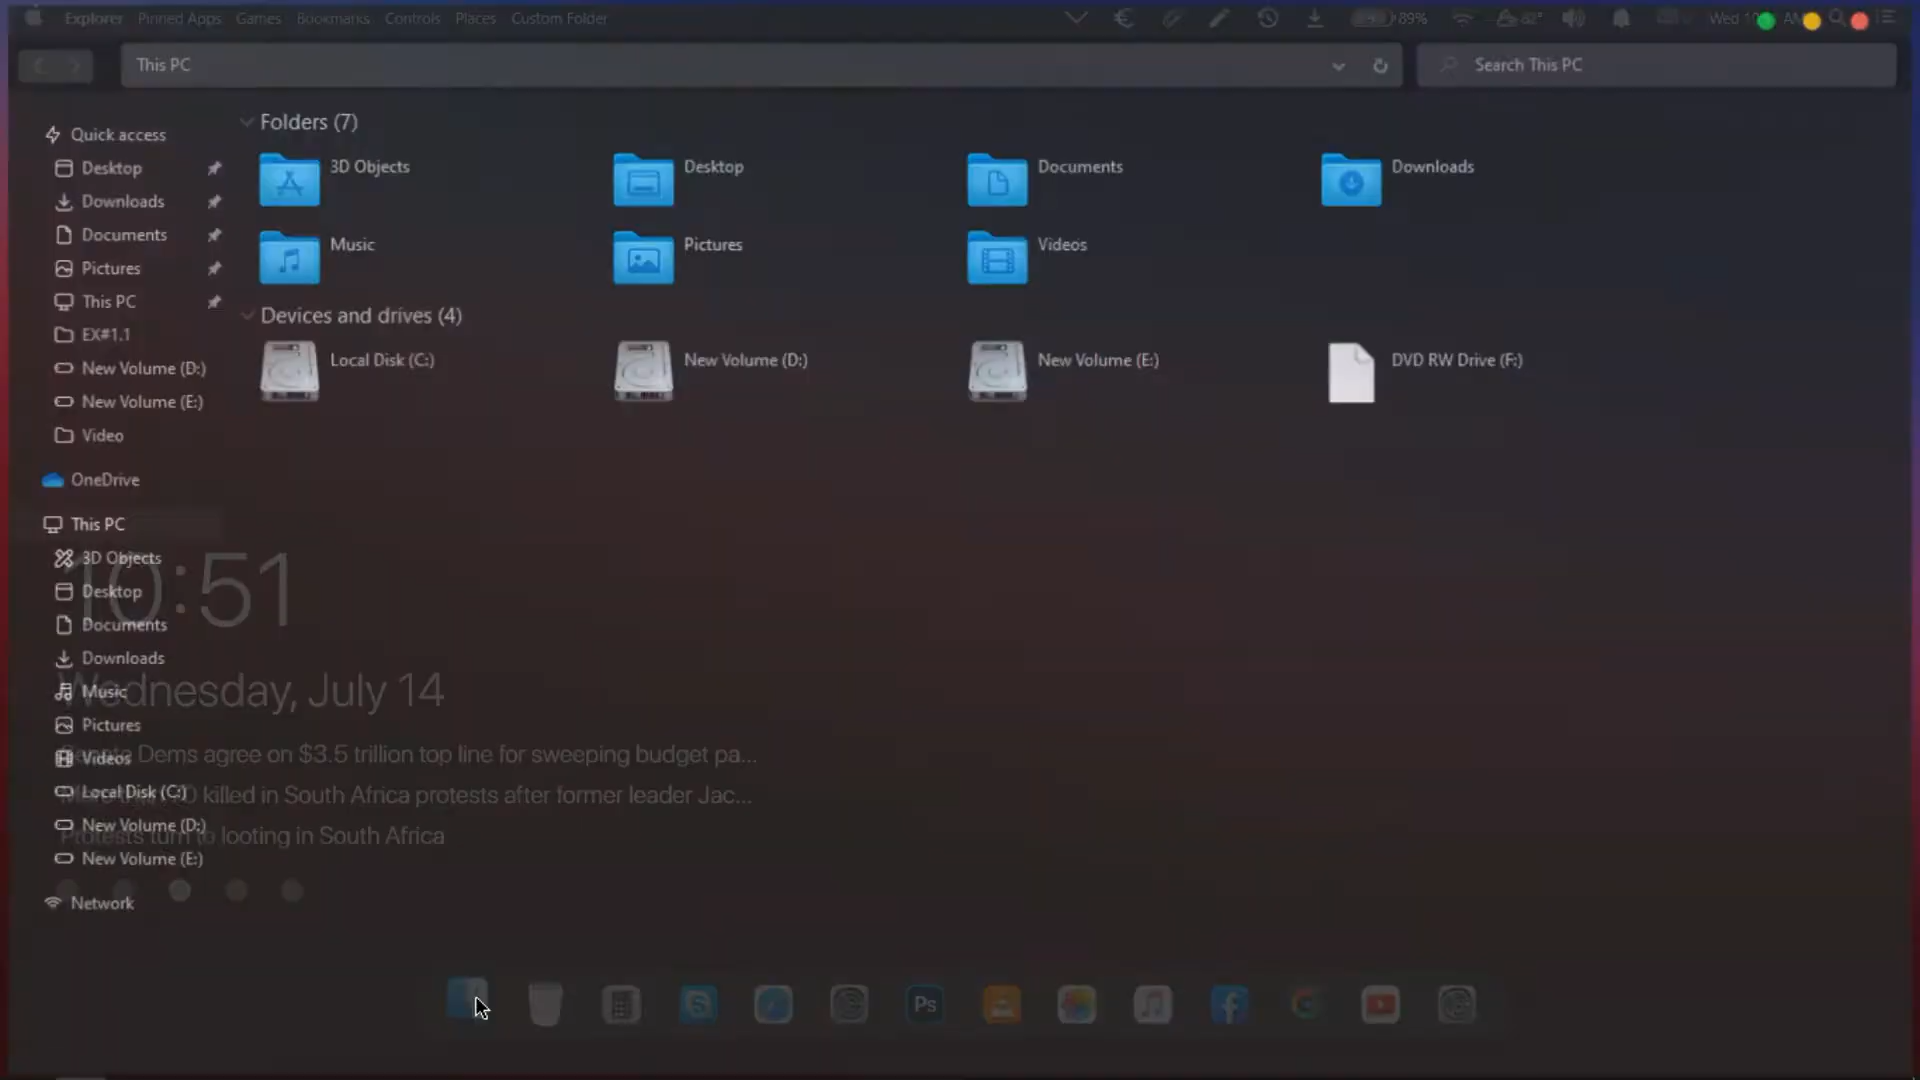 Explorer Pinned Apps Games Bookmarks Controls Places Custom Folder 89% 82° Wed
This PC
Search This PC
Quick access
Desktop
Downloads
Documents
Pictures
This PC
EX#1.1
New Volume (D:)
New Volume (E:)
Video
OneDrive
This PC
3D Objects
Desktop
Documents
Downloads
Music
Pictures
Videos
Local Disk (C:)
New Volume (D:)
New Volume (E:)
Network
Folders (7)
3D Objects
Desktop
Documents
Downloads
Music
Pictures
Videos
Devices and drives (4)
Local Disk (C:)
New Volume (D:)
New Volume (E:)
DVD RW Drive (F:)
10:51
Wednesday, July 14
Dems agree on $3.5 trillion top line for sweeping budget pa...
killed in South Africa protests after former leader Jac...
Protests turn to looting in South Africa
Ps